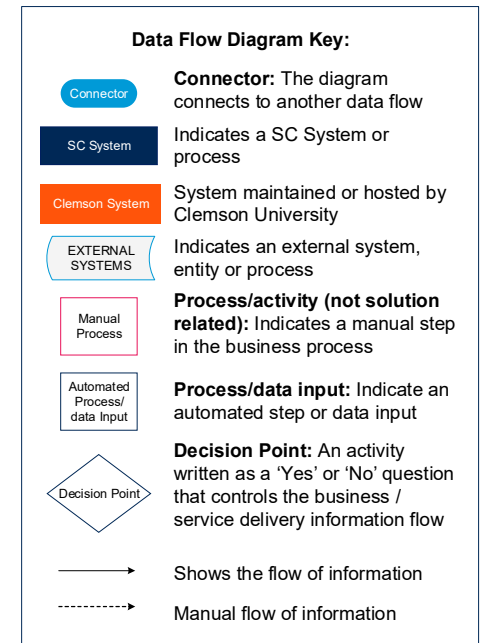 Data Flow Diagram Key:
Connector
Connector: The diagram
connects to another data flow
SC System
Indicates a SC System or
process
Clemson System
System maintained or hosted by
Clemson University
EXTERNAL
SYSTEMS
Indicates an external system,
entity or process
Manual
Process
Process/activity (not solution
related): Indicates a manual step
in the business process
Automated
Process/
data Input
Process/data input: Indicate an
automated step or data input
Decision Point
Decision Point: An activity
written as a ‘Yes’ or ‘No’ question
that controls the business /
service delivery information flow
Shows the flow of information
Manual flow of information